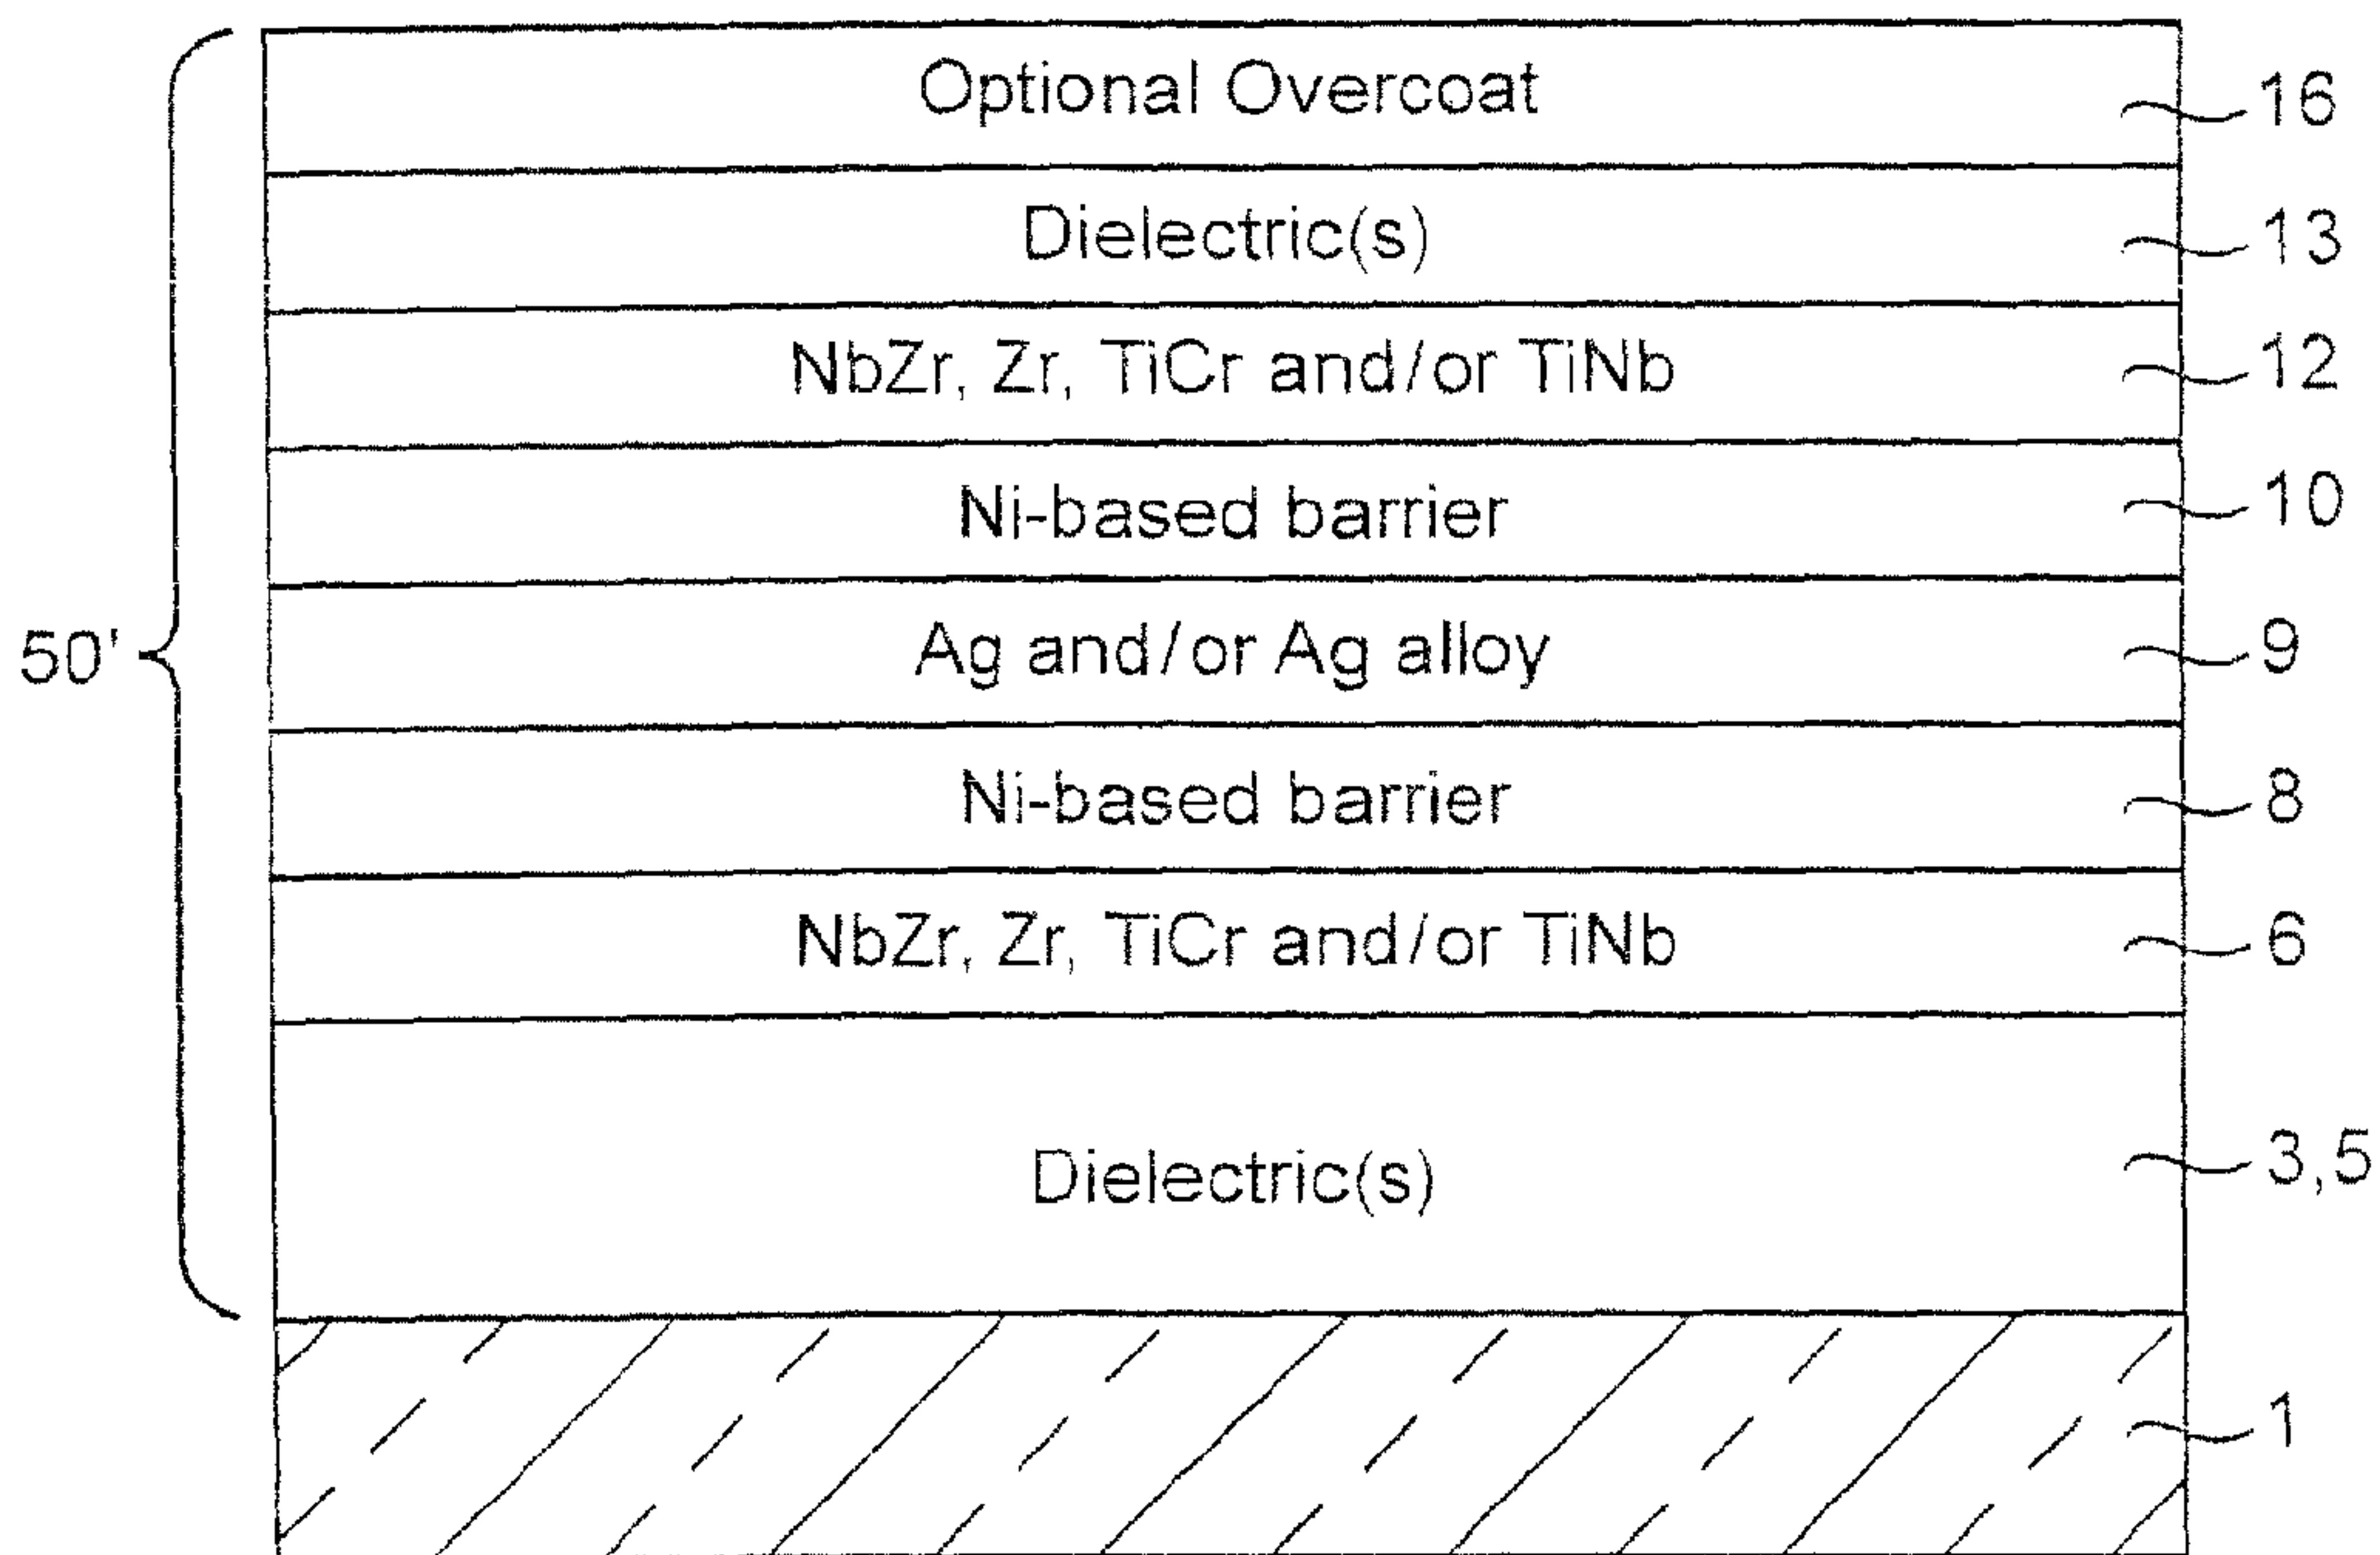 Optional Overcoat 16
Dielectric(s) 13
NbZr, Zr, TiCr and/or TiNb 12
Ni-based barrier 10
50' Ag and/or Ag alloy 9
Ni-based barrier 8
NbZr, Zr, TiCr and/or TiNb 6
Dielectric(s) 3,5
1